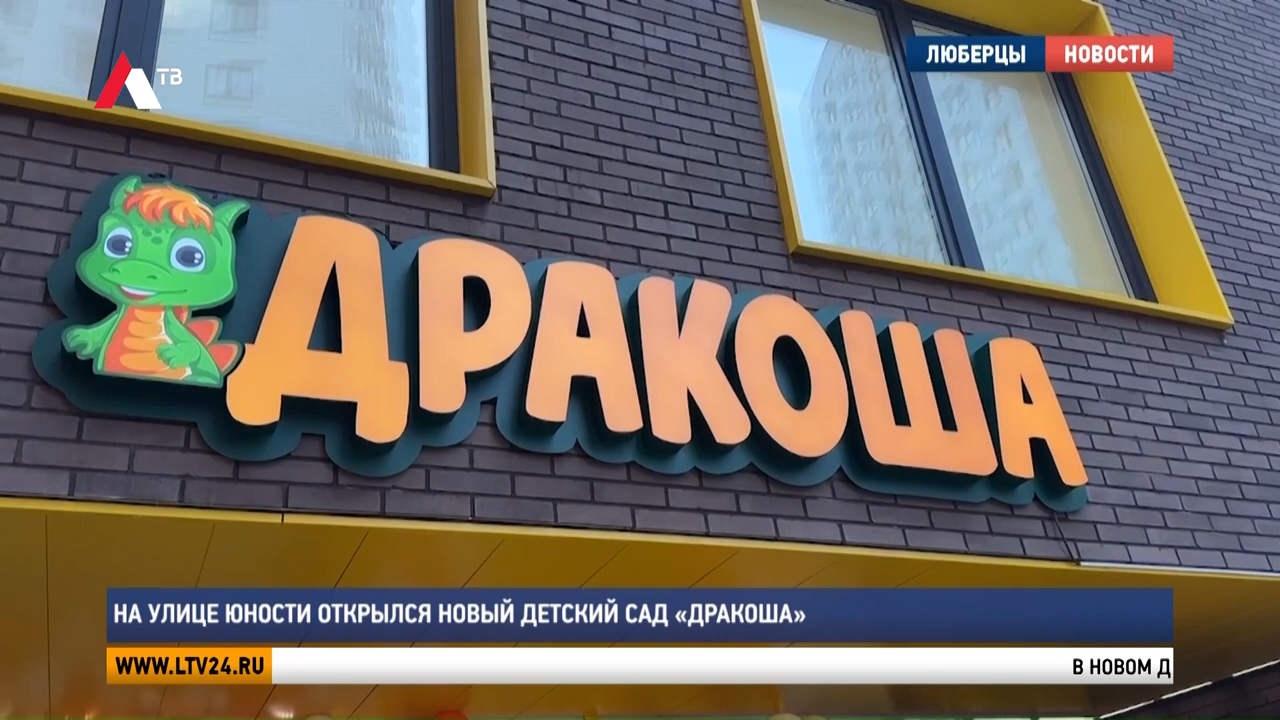 ТВ
ЛЮБЕРЦЫ НОВОСТИ
ДРАКОША
НА УЛИЦЕ ЮНОСТИ ОТКРЫЛСЯ НОВЫЙ ДЕТСКИЙ САД «ДРАКОША»
WWW.LTV24.RU В НОВОМ Д